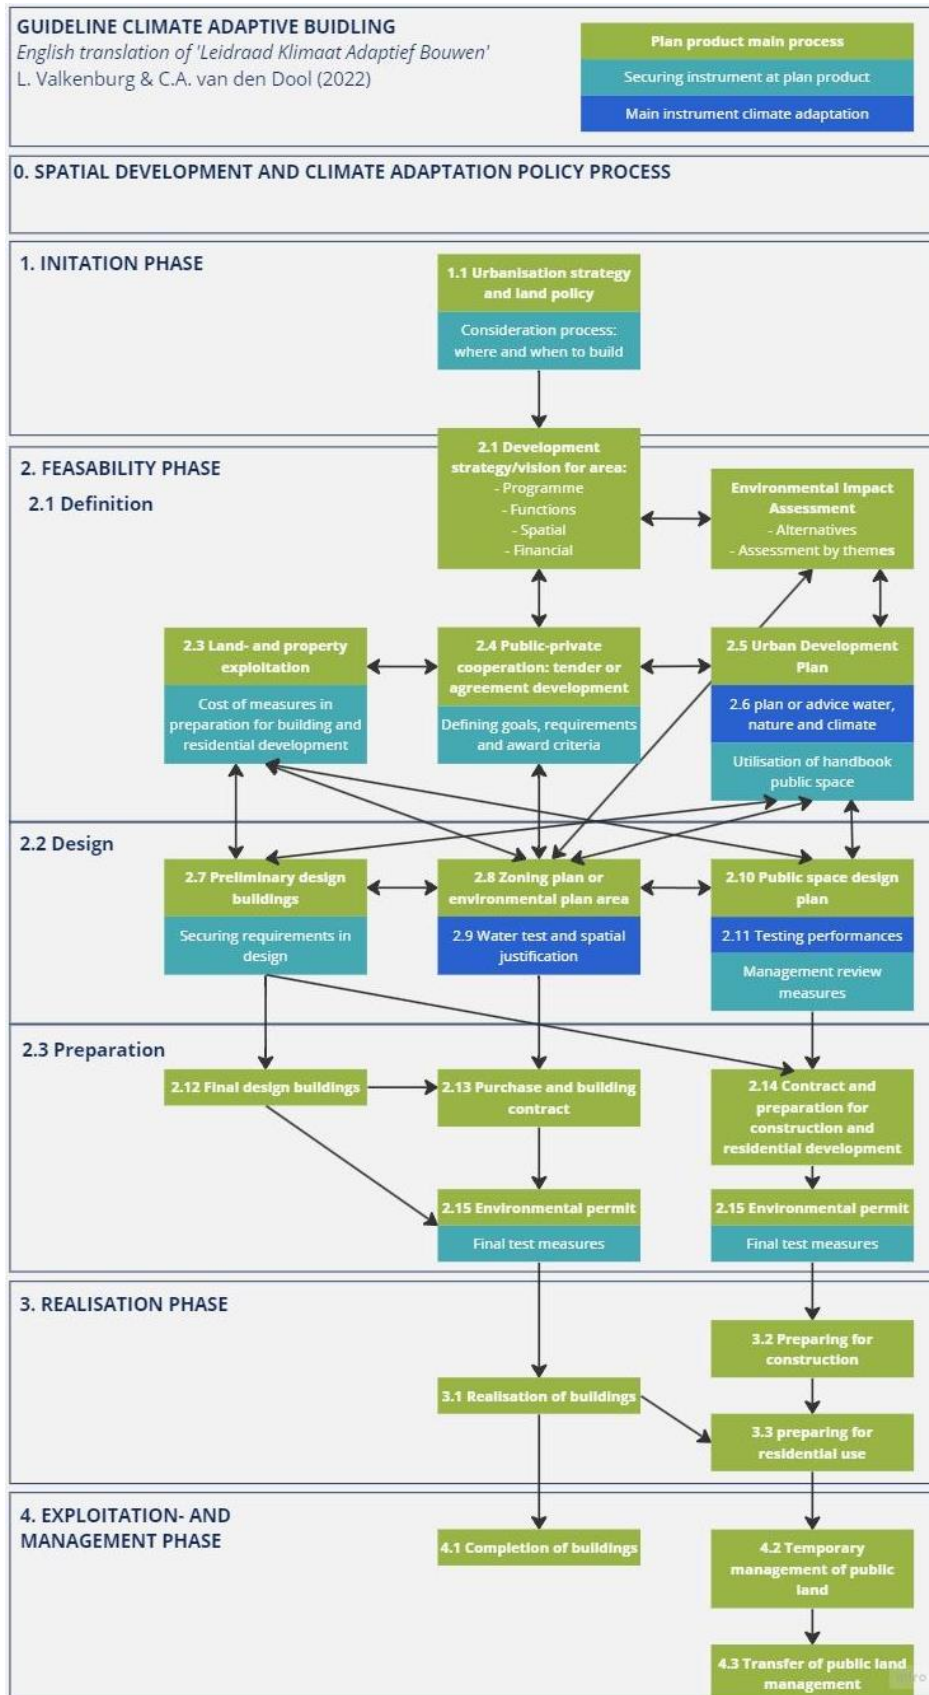 GUIDELINE CLIMATE ADAPTIVE BUIDLING
English translation of 'Leidraad Klimaat Adaptief Bouwen'
L. Valkenburg & C.A. van den Dool (2022)
Plan product main process
Securing instrument at plan product
Main instrument climate adaptation
0. SPATIAL DEVELOPMENT AND CLIMATE ADAPTATION POLICY PROCESS
1. INITATION PHASE
1.1 Urbanisation strategy
and land policy
Consideration process:
where and when to build
2. FEASABILITY PHASE
2.1 Definition
2.1 Development
strategy/vision for area:
- Programme
- Functions
- Spatial
- Financial
Environmental Impact
Assessment
- Alternatives
- Assessment by themes
2.3 Land- and property
exploitation
Cost of measures in
preparation for building and
residential development
2.4 Public-private
cooperation: tender or
agreement development
Defining goals, requirements
and award criteria
2.5 Urban Development
Plan
2.6 plan or advice water,
nature and climate
Utilisation of handbook
public space
2.2 Design
2.7 Preliminary design
buildings
Securing requirements in
design
2.8 Zoning plan or
environmental plan area
2.9 Water test and spatial
justification
2.10 Public space design
plan
2.11 Testing performances
Management review
measures
2.3 Preparation
2.12 Final design buildings
2.13 Purchase and building
contract
2.14 Contract and
preparation for
construction and
residential development
2.15 Environmental permit
Final test measures
2.15 Environmental permit
Final test measures
3. REALISATION PHASE
3.2 Preparing for
construction
3.1 Realisation of buildings
3.3 preparing for
residential use
4. EXPLOITATION- AND
MANAGEMENT PHASE
4.1 Completion of buildings
4.2 Temporary
management of public
land
4.3 Transfer of public land
management